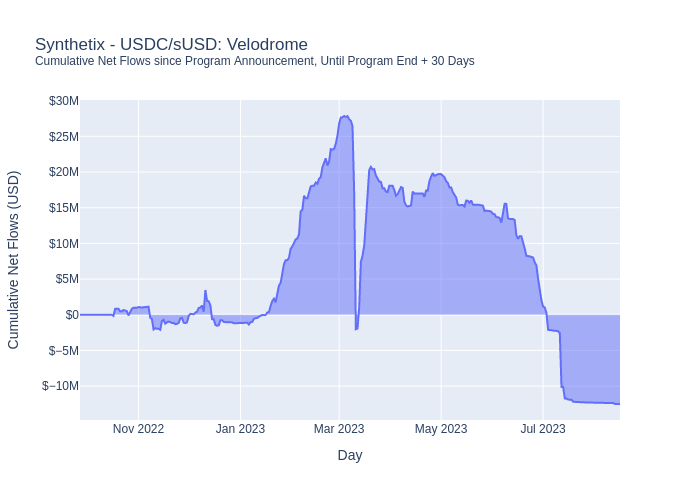 Synthetix - USDC/sUSD: Velodrome
Cumulative Net Flows since Program Announcement, Until Program End + 30 Days
$30M
$25M
$20M
$15M
$10M
$5M
$0
$−5M
$−10M
Cumulative Net Flows (USD)
Nov 2022 Jan 2023 Mar 2023 May 2023 Jul 2023
Day